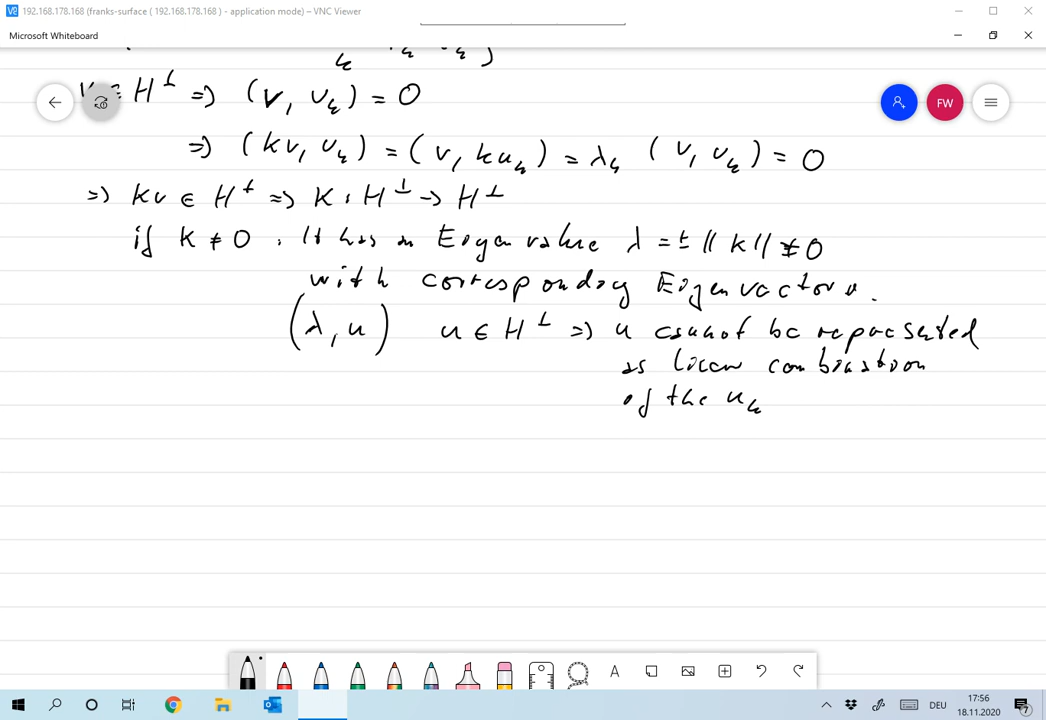 192.168.178.168 (franks-surface ( 192.168.178.168 ) - application mode) – VNC Viewer
Microsoft Whiteboard
∈ H⊥ => (v, u_k) = 0
=> (Kv, u_k) = (v, Ku_k) = λ_k (v, u_k) = 0
=> Kv ∈ H⊥ => K : H⊥ -> H⊥
if K ≠ 0 . It has an Eigenvalue λ = ± ||K|| ≠ 0
with corresponding Eigenvector u.
(λ, u) u ∈ H⊥ => u cannot be represented
as linear combination
of the u_k
FW
A
DEU
17:56
18.11.2020
7